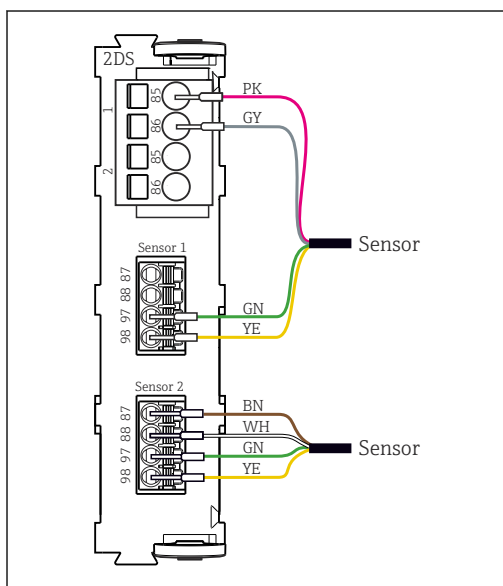 2DS
1
85
PK
86
GY
2
85
86
Sensor
Sensor 1
87
88
97
GN
98
YE
Sensor 2
87
BN
88
WH
97
GN
Sensor
98
YE